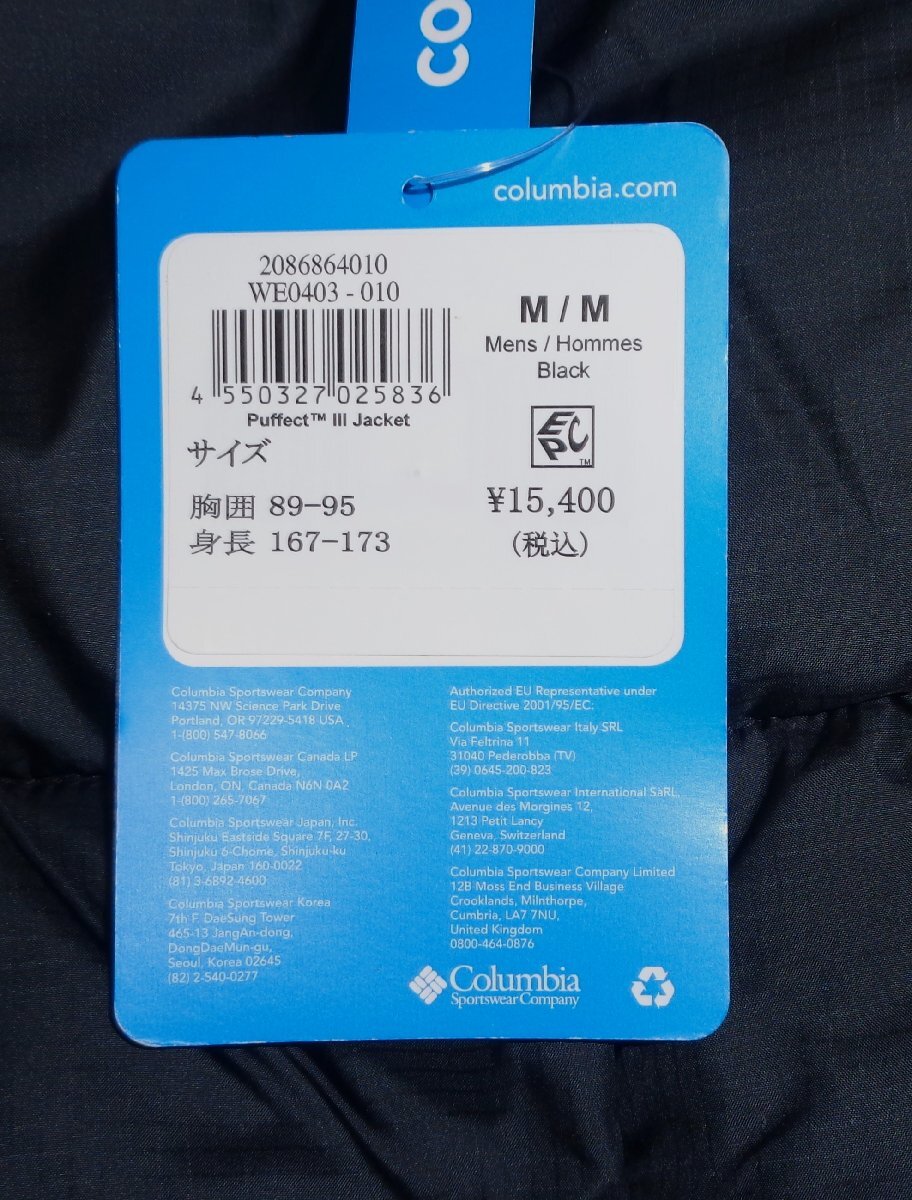 CO
columbia.com
2086864010
WE0403-010
4 550327 025836
Puffect™ III Jacket
サイズ
胸囲 89-95
身長 167-173
M / M
Mens / Hommes
Black
EPC™
¥15,400
(税込)
Columbia Sportswear Company
14375 NW Science Park Drive
Portland, OR 97229-5418 USA
1-(800) 547-8066
Columbia Sportswear Canada LP
1425 Max Brose Drive,
London, ON, Canada N6N 0A2
1-(800) 265-7067
Columbia Sportswear Japan, Inc.
Shinjuku Eastside Square 7F, 27-30,
Shinjuku 6-Chome, Shinjuku-ku
Tokyo, Japan 160-0022
(81) 3-6892-4600
Columbia Sportswear Korea
7th F. DaeSung Tower
465-13 JangAn-dong,
DongDaeMun-gu,
Seoul, Korea 02645
(82) 2-540-0277
Authorized EU Representative under
EU Directive 2001/95/EC:
Columbia Sportswear Italy SRL
Via Feltrina 11
31040 Pederobba (TV)
(39) 0645-200-823
Columbia Sportswear International SàRL,
Avenue des Morgines 12,
1213 Petit Lancy
Geneva, Switzerland
(41) 22-870-9000
Columbia Sportswear Company Limited
12B Moss End Business Village
Crooklands, Milnthorpe,
Cumbria, LA7 7NU,
United Kingdom
0800-464-0876
Columbia
Sportswear Company